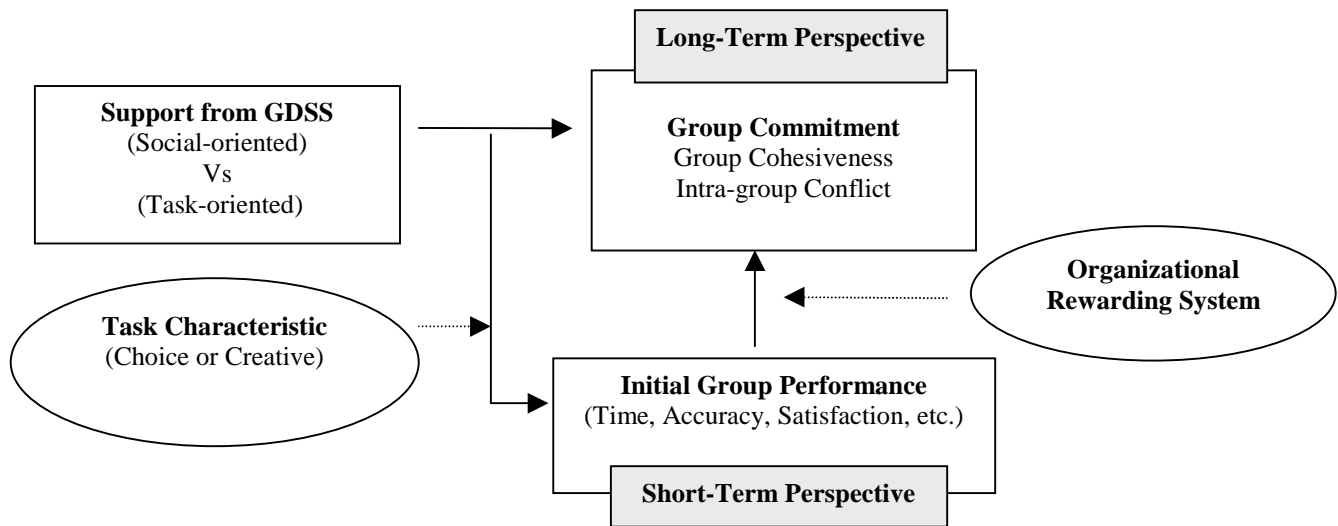 Long-Term Perspective
Support from GDSS
(Social-oriented)
Vs
(Task-oriented)
Group Commitment
Group Cohesiveness
Intra-group Conflict
Organizational
Rewarding System
Task Characteristic
(Choice or Creative)
Initial Group Performance
(Time, Accuracy, Satisfaction, etc.)
Short-Term Perspective